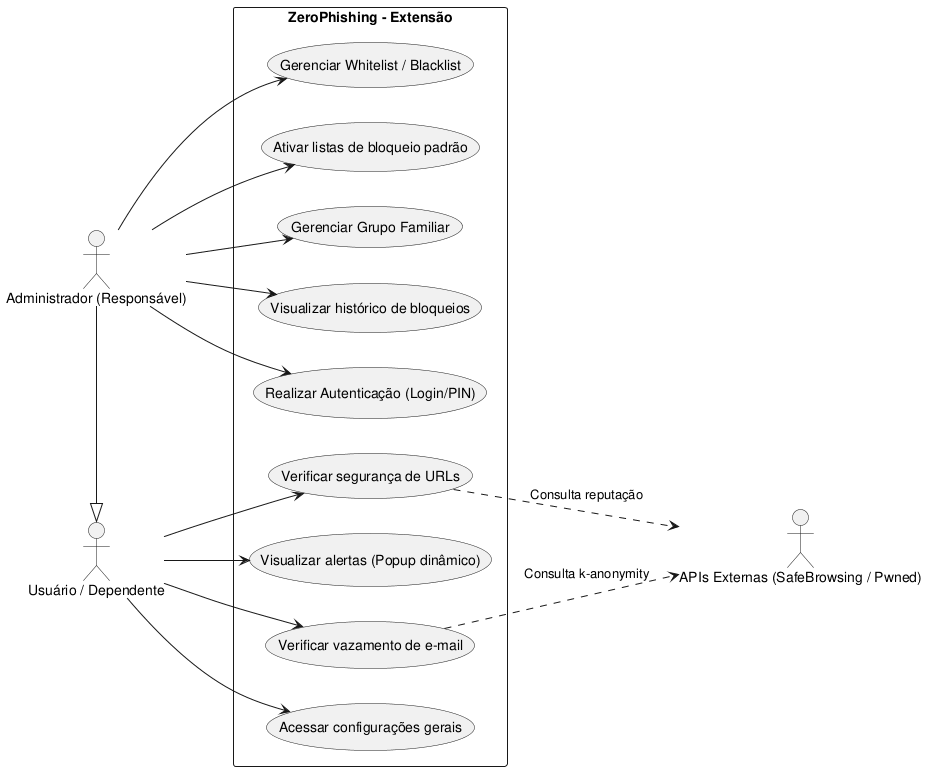 ZeroPhishing - Extensão
Gerenciar Whitelist / Blacklist
Ativar listas de bloqueio padrão
Gerenciar Grupo Familiar
Administrador (Responsável)
Visualizar histórico de bloqueios
Realizar Autenticação (Login/PIN)
Verificar segurança de URLs
Consulta reputação
Visualizar alertas (Popup dinâmico)
Consulta k-anonymity
APIs Externas (SafeBrowsing / Pwned)
Usuário / Dependente
Verificar vazamento de e-mail
Acessar configurações gerais